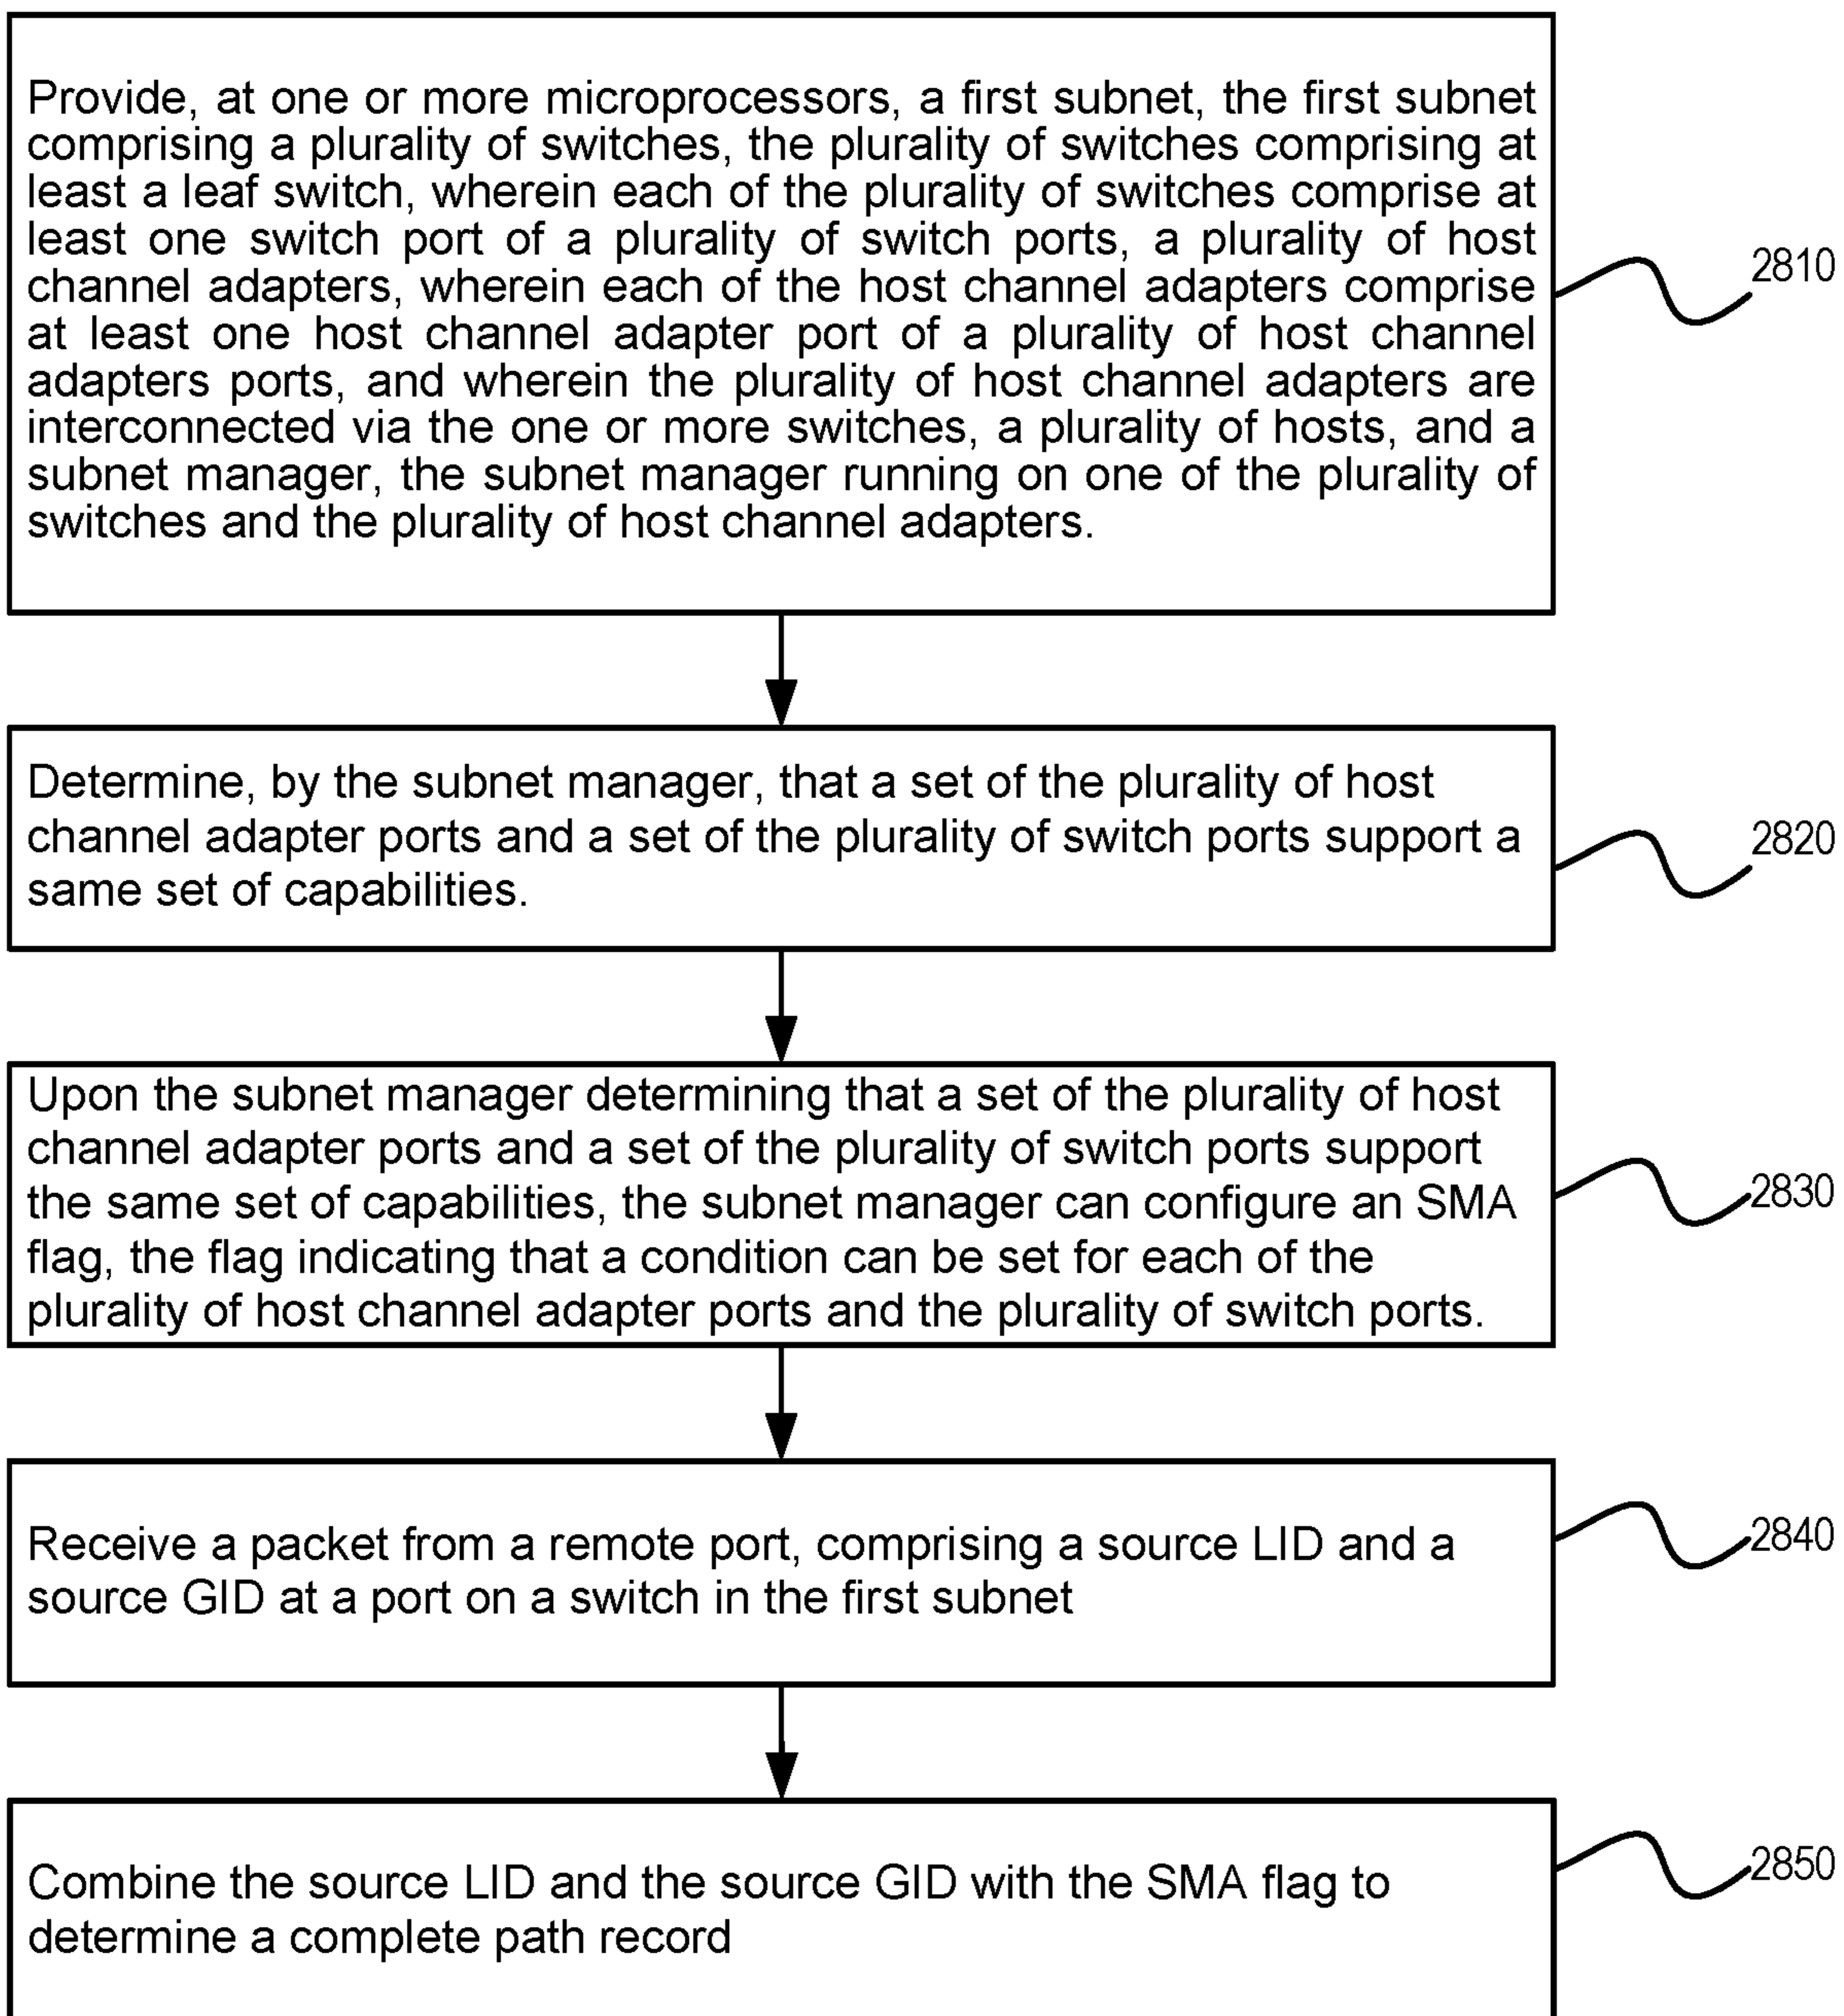 Provide, at one or more microprocessors, a first subnet, the first subnet
comprising a plurality of switches, the plurality of switches comprising at
least a leaf switch, wherein each of the plurality of switches comprise at
least one switch port of a plurality of switch ports, a plurality of host
channel adapters, wherein each of the host channel adapters comprise
at least one host channel adapter port of a plurality of host channel
adapters ports, and wherein the plurality of host channel adapters are
interconnected via the one or more switches, a plurality of hosts, and a
subnet manager, the subnet manager running on one of the plurality of
switches and the plurality of host channel adapters.
2810
Determine, by the subnet manager, that a set of the plurality of host
channel adapter ports and a set of the plurality of switch ports support a
same set of capabilities.
2820
Upon the subnet manager determining that a set of the plurality of host
channel adapter ports and a set of the plurality of switch ports support
the same set of capabilities, the subnet manager can configure an SMA
flag, the flag indicating that a condition can be set for each of the
plurality of host channel adapter ports and the plurality of switch ports.
2830
Receive a packet from a remote port, comprising a source LID and a
source GID at a port on a switch in the first subnet
2840
Combine the source LID and the source GID with the SMA flag to
determine a complete path record
2850